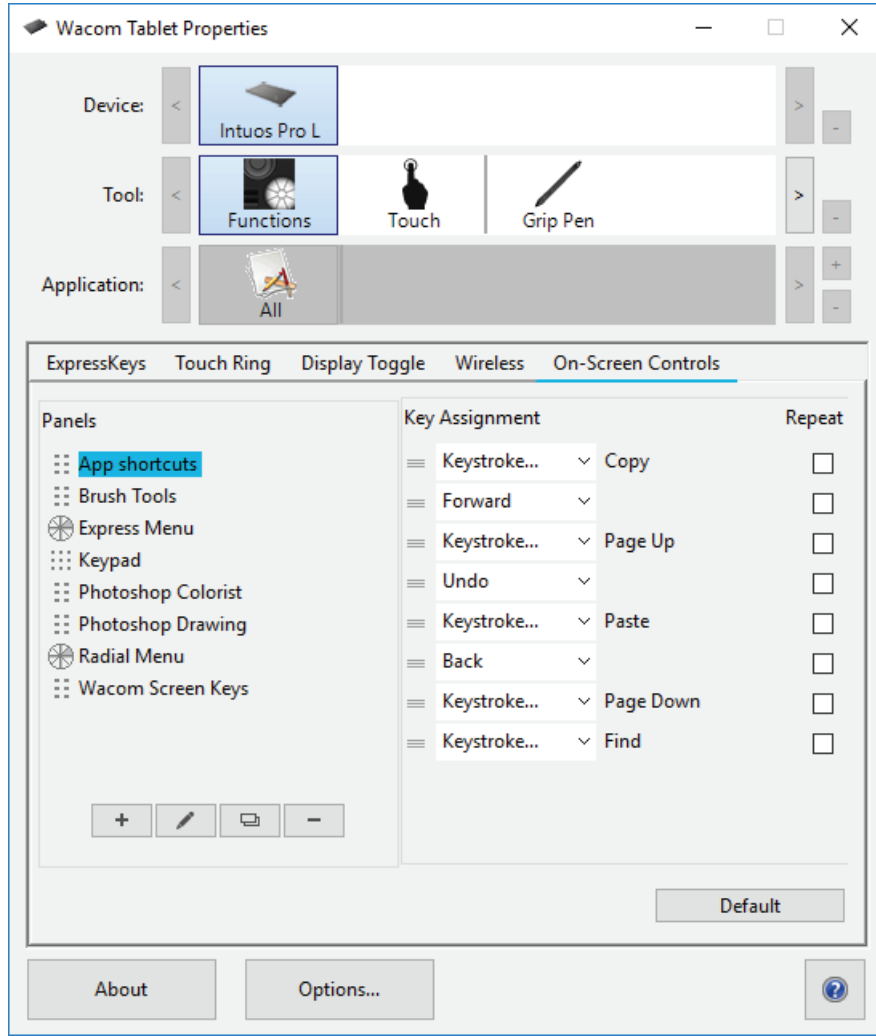 Wacom Tablet Properties
Device:
<
Intuos Pro L
>
-
Tool:
<
Functions
Touch
Grip Pen
>
-
Application:
<
All
>
+
-
ExpressKeys Touch Ring Display Toggle Wireless On-Screen Controls
Panels
App shortcuts
Brush Tools
Express Menu
Keypad
Photoshop Colorist
Photoshop Drawing
Radial Menu
Wacom Screen Keys
+ -
Key Assignment Repeat
Keystroke... Copy
Forward
Keystroke... Page Up
Undo
Keystroke... Paste
Back
Keystroke... Page Down
Keystroke... Find
Default
About Options... ?